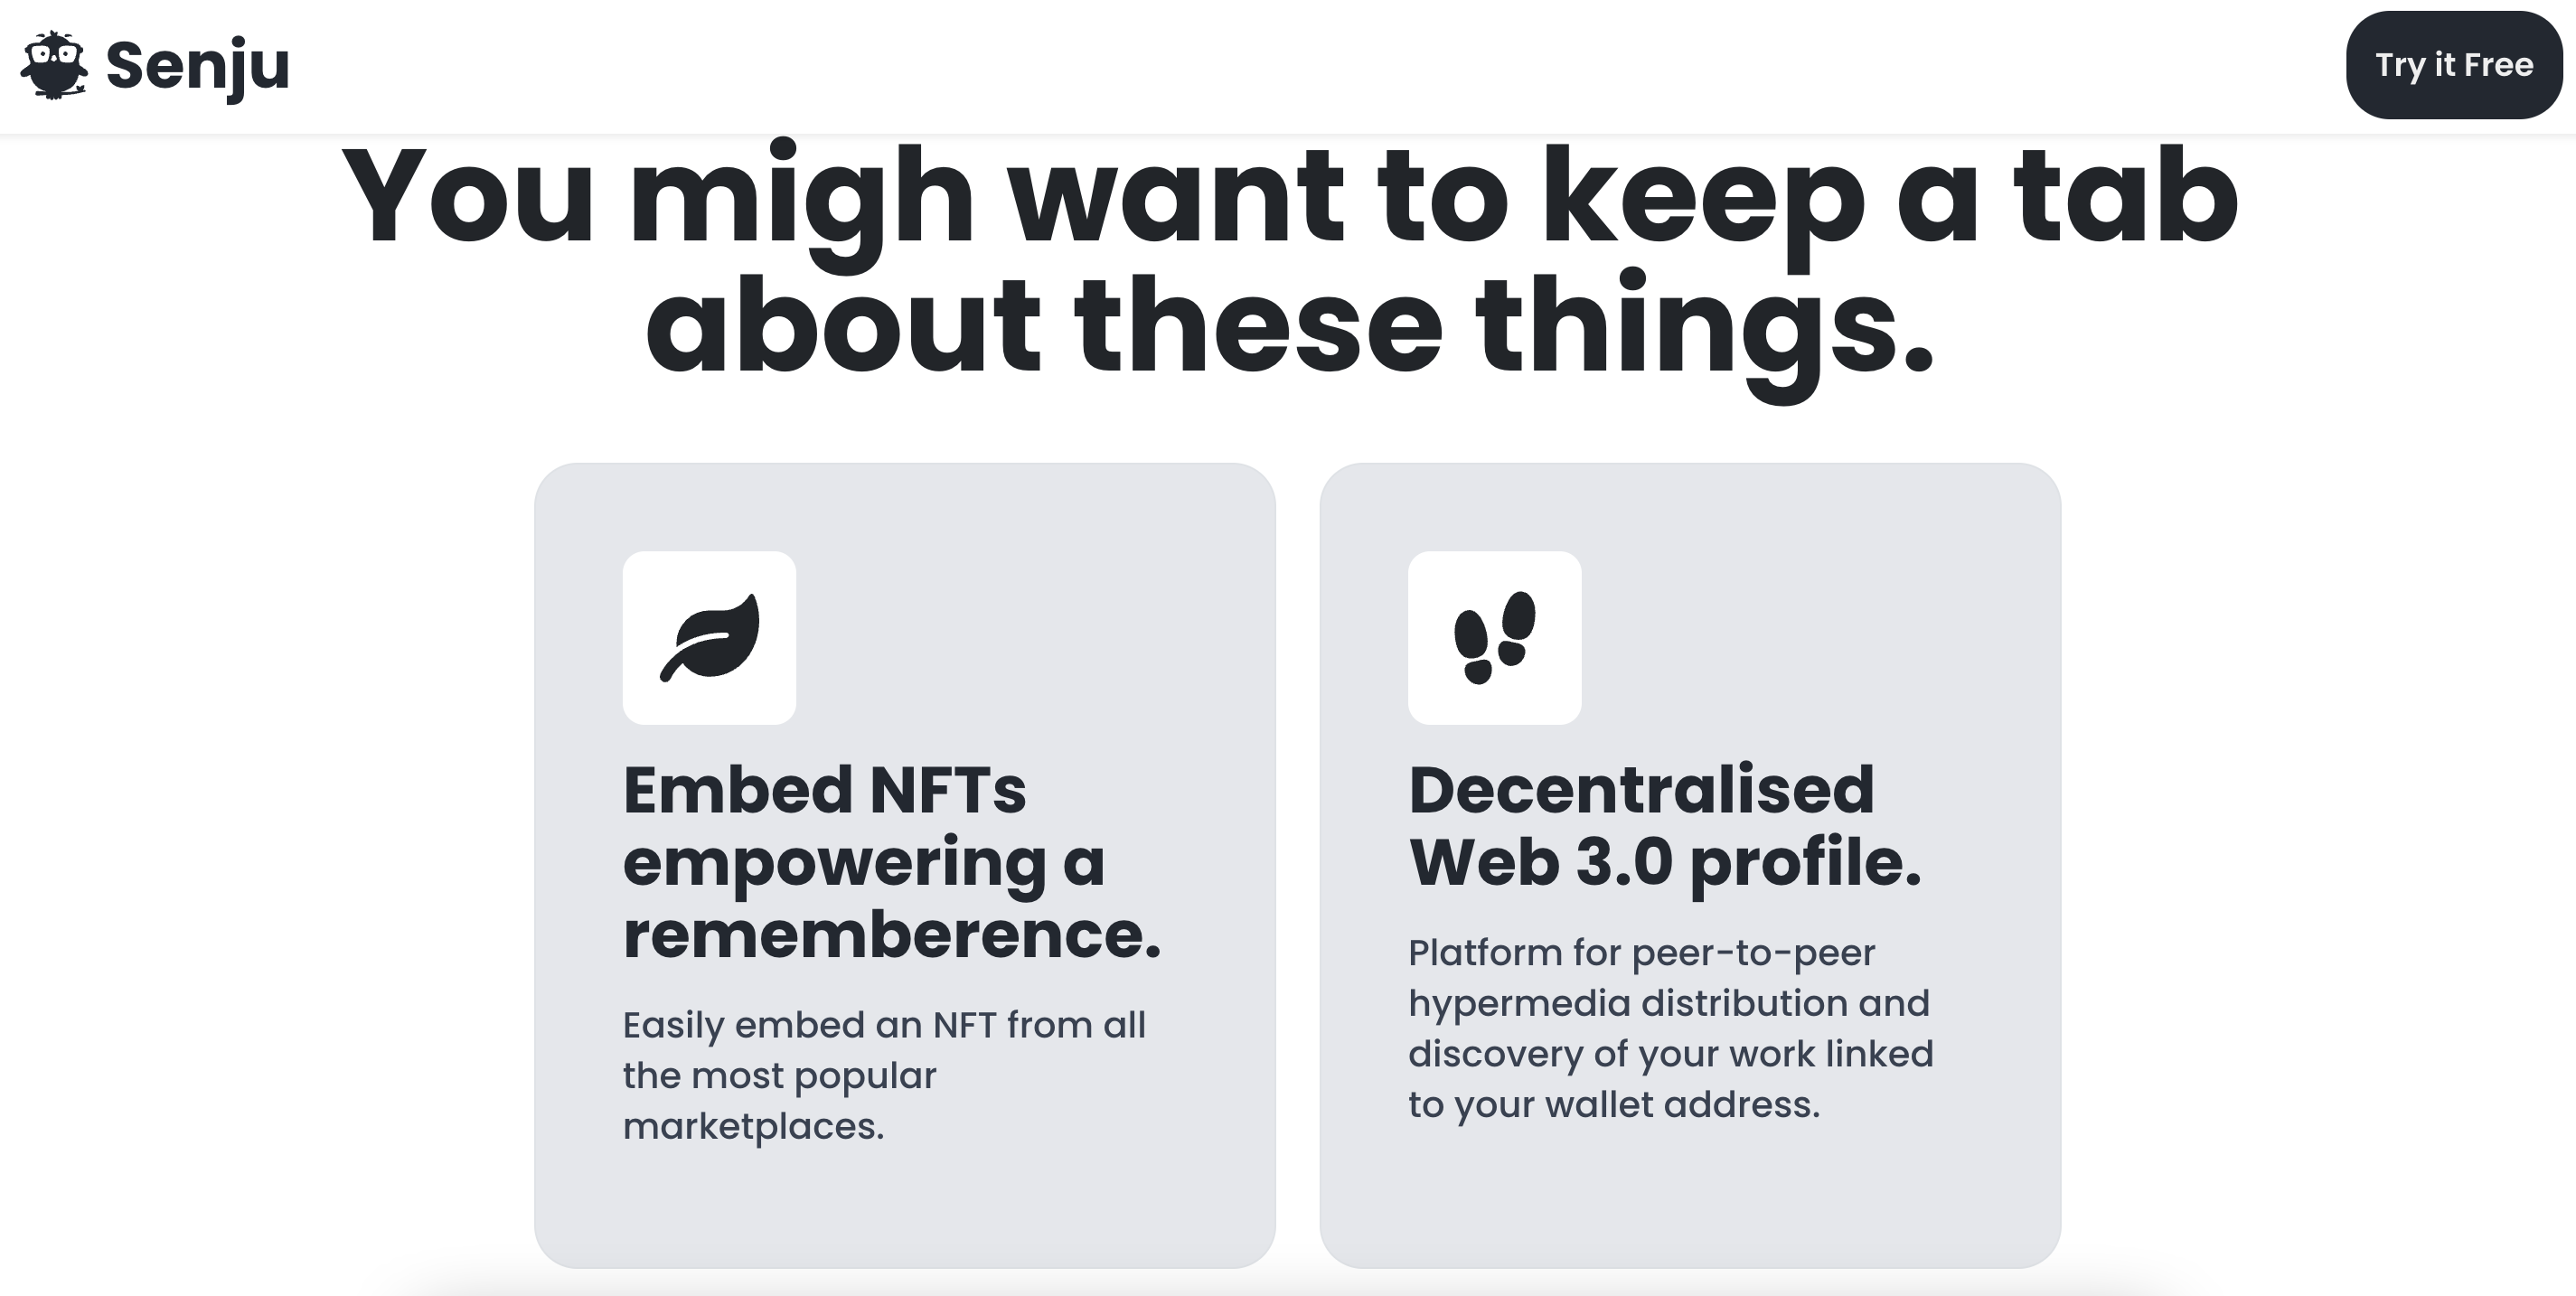 Senju
Try it Free
You migh want to keep a tab
about these things.
Embed NFTs
empowering a
rememberence.
Easily embed an NFT from all
the most popular
marketplaces.
Decentralised
Web 3.0 profile.
Platform for peer-to-peer
hypermedia distribution and
discovery of your work linked
to your wallet address.